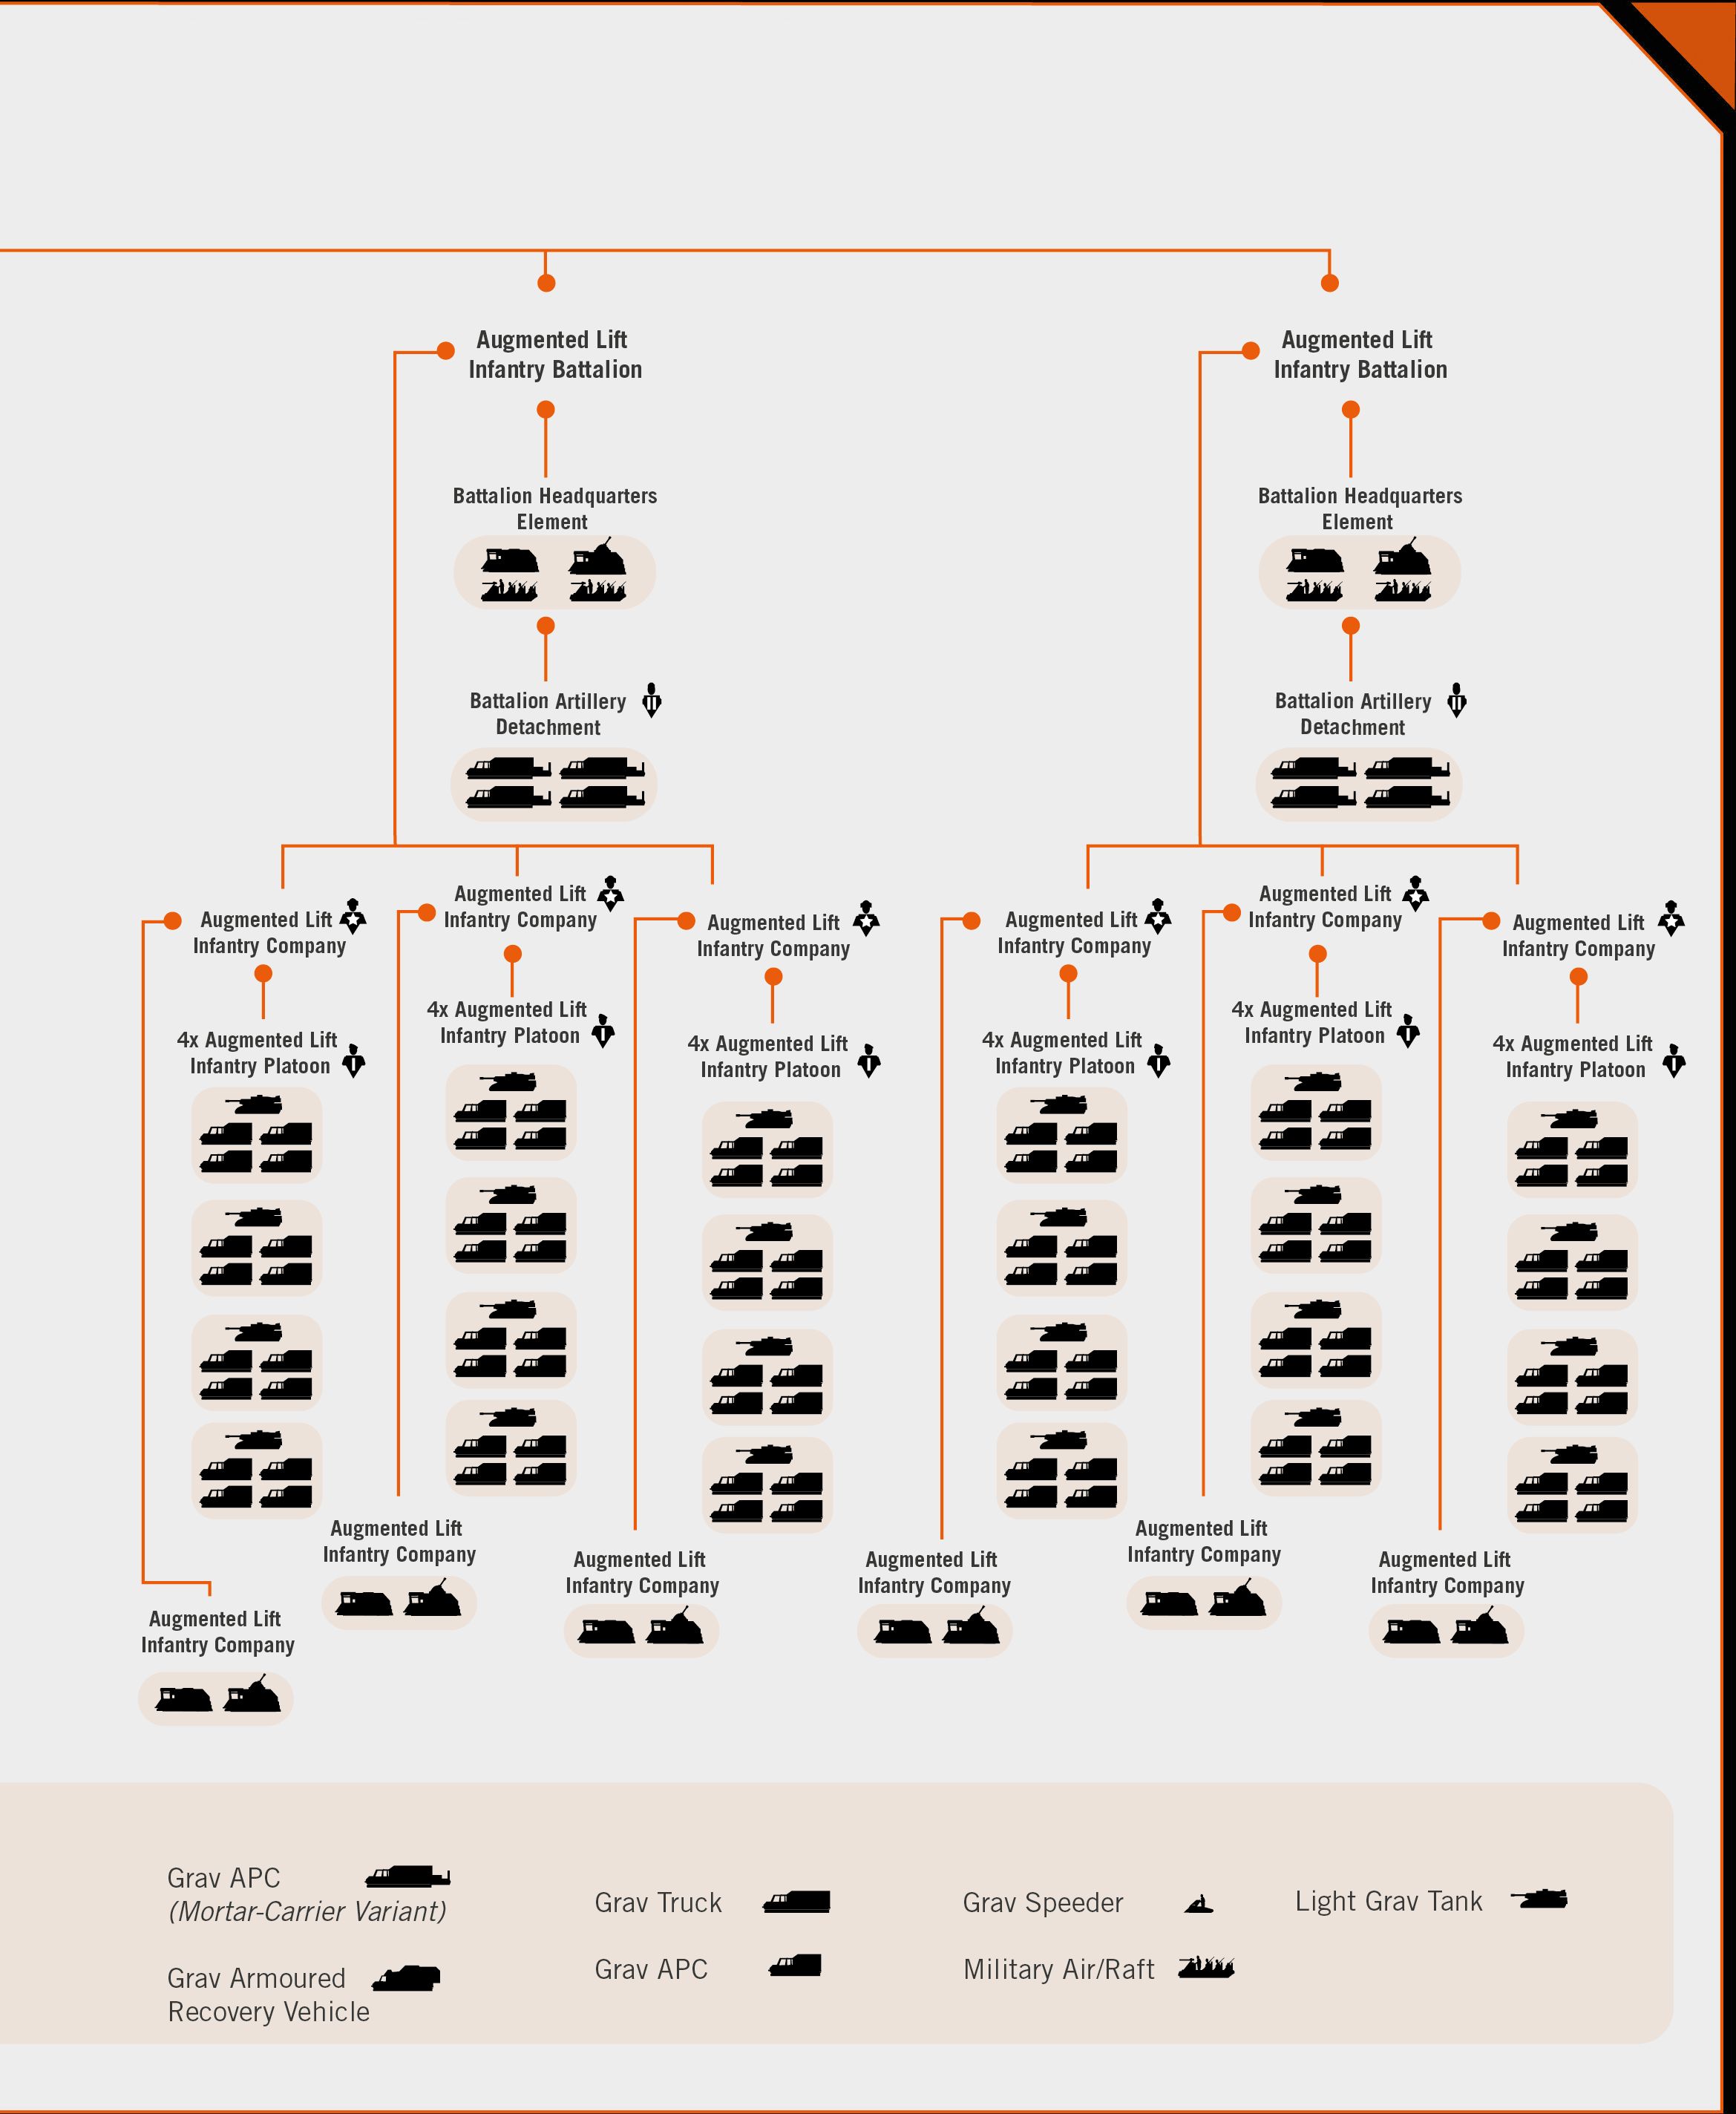 Augmented Lift
Infantry Battalion
Augmented Lift
Infantry Battalion
Battalion Headquarters
Element
Battalion Headquarters
Element
Battalion Artillery
Detachment
Battalion Artillery
Detachment
Augmented Lift
Infantry Company
Augmented Lift
Infantry Company
Augmented Lift
Infantry Company
Augmented Lift
Infantry Company
Augmented Lift
Infantry Company
Augmented Lift
Infantry Company
4x Augmented Lift
Infantry Platoon
4x Augmented Lift
Infantry Platoon
4x Augmented Lift
Infantry Platoon
4x Augmented Lift
Infantry Platoon
4x Augmented Lift
Infantry Platoon
4x Augmented Lift
Infantry Platoon
Augmented Lift
Infantry Company
Augmented Lift
Infantry Company
Augmented Lift
Infantry Company
Augmented Lift
Infantry Company
Augmented Lift
Infantry Company
Augmented Lift
Infantry Company
Grav APC
(Mortar-Carrier Variant)
Grav Armoured
Recovery Vehicle
Grav Truck
Grav APC
Grav Speeder
Military Air/Raft
Light Grav Tank